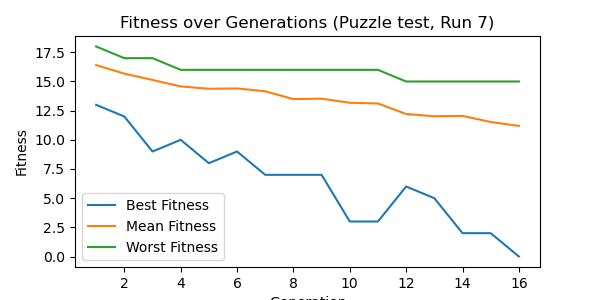 Fitness over Generations (Puzzle test, Run 7)
Fitness
17.5
15.0
12.5
10.0
7.5
5.0
2.5
0.0
Best Fitness
Mean Fitness
Worst Fitness
2 4 6 8 10 12 14 16
Generation